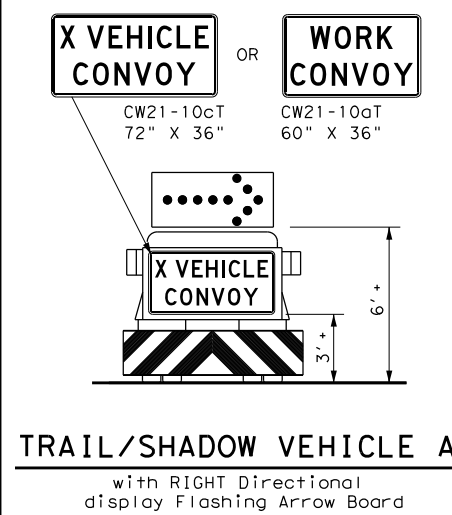 X VEHICLE
CONVOY
OR
WORK
CONVOY
CW21-10cT
72" X 36"
CW21-10aT
60" X 36"
X VEHICLE
CONVOY
6'+
3'+
TRAIL/SHADOW VEHICLE A
with RIGHT Directional
display Flashing Arrow Board